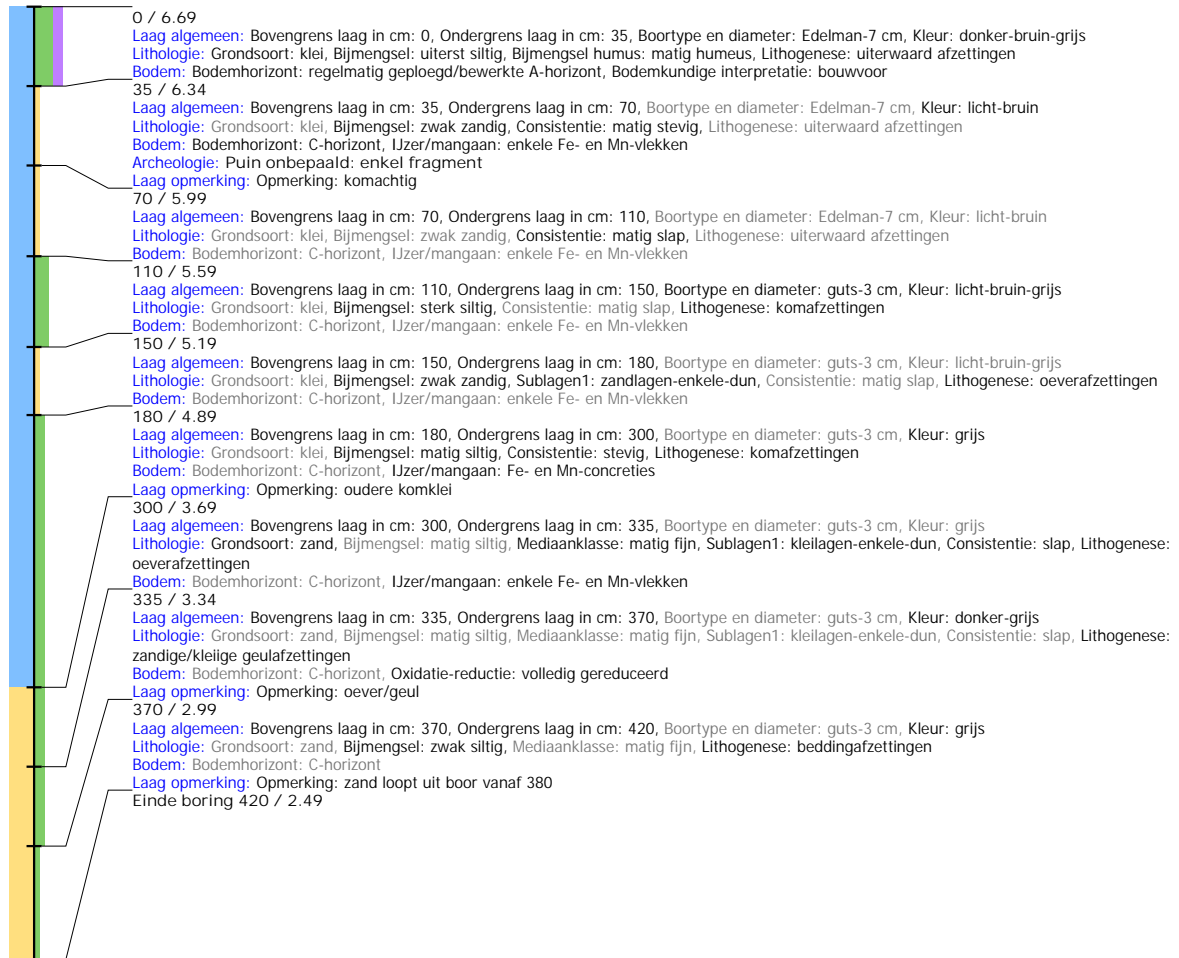 0 / 6.69
Laag algemeen: Bovengrens laag in cm: 0, Ondergrens laag in cm: 35, Boortype en diameter: Edelman-7 cm, Kleur: donker-bruin-grijs
Lithologie: Grondsoort: klei, Bijmengsel: uiterst siltig, Bijmengsel humus: matig humeus, Lithogenese: uiterwaard afzettingen
Bodem: Bodemhorizont: regelmatig geploegd/bewerkte A-horizont, Bodemkundige interpretatie: bouwvoor
35 / 6.34
Laag algemeen: Bovengrens laag in cm: 35, Ondergrens laag in cm: 70, Boortype en diameter: Edelman-7 cm, Kleur: licht-bruin
Lithologie: Grondsoort: klei, Bijmengsel: zwak zandig, Consistentie: matig stevig, Lithogenese: uiterwaard afzettingen
Bodem: Bodemhorizont: C-horizont, IJzer/mangaan: enkele Fe- en Mn-vlekken
Archeologie: Puin onbepaald: enkel fragment
Laag opmerking: Opmerking: komachtig
70 / 5.99
Laag algemeen: Bovengrens laag in cm: 70, Ondergrens laag in cm: 110, Boortype en diameter: Edelman-7 cm, Kleur: licht-bruin
Lithologie: Grondsoort: klei, Bijmengsel: zwak zandig, Consistentie: matig slap, Lithogenese: uiterwaard afzettingen
Bodem: Bodemhorizont: C-horizont, IJzer/mangaan: enkele Fe- en Mn-vlekken
110 / 5.59
Laag algemeen: Bovengrens laag in cm: 110, Ondergrens laag in cm: 150, Boortype en diameter: guts-3 cm, Kleur: licht-bruin-grijs
Lithologie: Grondsoort: klei, Bijmengsel: sterk siltig, Consistentie: matig slap, Lithogenese: komafzettingen
Bodem: Bodemhorizont: C-horizont, IJzer/mangaan: enkele Fe- en Mn-vlekken
150 / 5.19
Laag algemeen: Bovengrens laag in cm: 150, Ondergrens laag in cm: 180, Boortype en diameter: guts-3 cm, Kleur: licht-bruin-grijs
Lithologie: Grondsoort: klei, Bijmengsel: zwak zandig, Sublagen1: zandlagen-enkele-dun, Consistentie: matig slap, Lithogenese: oeverafzettingen
Bodem: Bodemhorizont: C-horizont, IJzer/mangaan: enkele Fe- en Mn-vlekken
180 / 4.89
Laag algemeen: Bovengrens laag in cm: 180, Ondergrens laag in cm: 300, Boortype en diameter: guts-3 cm, Kleur: grijs
Lithologie: Grondsoort: klei, Bijmengsel: matig siltig, Consistentie: stevig, Lithogenese: komafzettingen
Bodem: Bodemhorizont: C-horizont, IJzer/mangaan: Fe- en Mn-concreties
Laag opmerking: Opmerking: oudere komklei
300 / 3.69
Laag algemeen: Bovengrens laag in cm: 300, Ondergrens laag in cm: 335, Boortype en diameter: guts-3 cm, Kleur: grijs
Lithologie: Grondsoort: zand, Bijmengsel: matig siltig, Mediaanklasse: matig fijn, Sublagen1: kleilagen-enkele-dun, Consistentie: slap, Lithogenese:
oeverafzettingen
Bodem: Bodemhorizont: C-horizont, IJzer/mangaan: enkele Fe- en Mn-vlekken
335 / 3.34
Laag algemeen: Bovengrens laag in cm: 335, Ondergrens laag in cm: 370, Boortype en diameter: guts-3 cm, Kleur: donker-grijs
Lithologie: Grondsoort: zand, Bijmengsel: matig siltig, Mediaanklasse: matig fijn, Sublagen1: kleilagen-enkele-dun, Consistentie: slap, Lithogenese:
zandige/kleiige geulafzettingen
Bodem: Bodemhorizont: C-horizont, Oxidatie-reductie: volledig gereduceerd
Laag opmerking: Opmerking: oever/geul
370 / 2.99
Laag algemeen: Bovengrens laag in cm: 370, Ondergrens laag in cm: 420, Boortype en diameter: guts-3 cm, Kleur: grijs
Lithologie: Grondsoort: zand, Bijmengsel: zwak siltig, Mediaanklasse: matig fijn, Lithogenese: beddingafzettingen
Bodem: Bodemhorizont: C-horizont
Laag opmerking: Opmerking: zand loopt uit boor vanaf 380
Einde boring 420 / 2.49